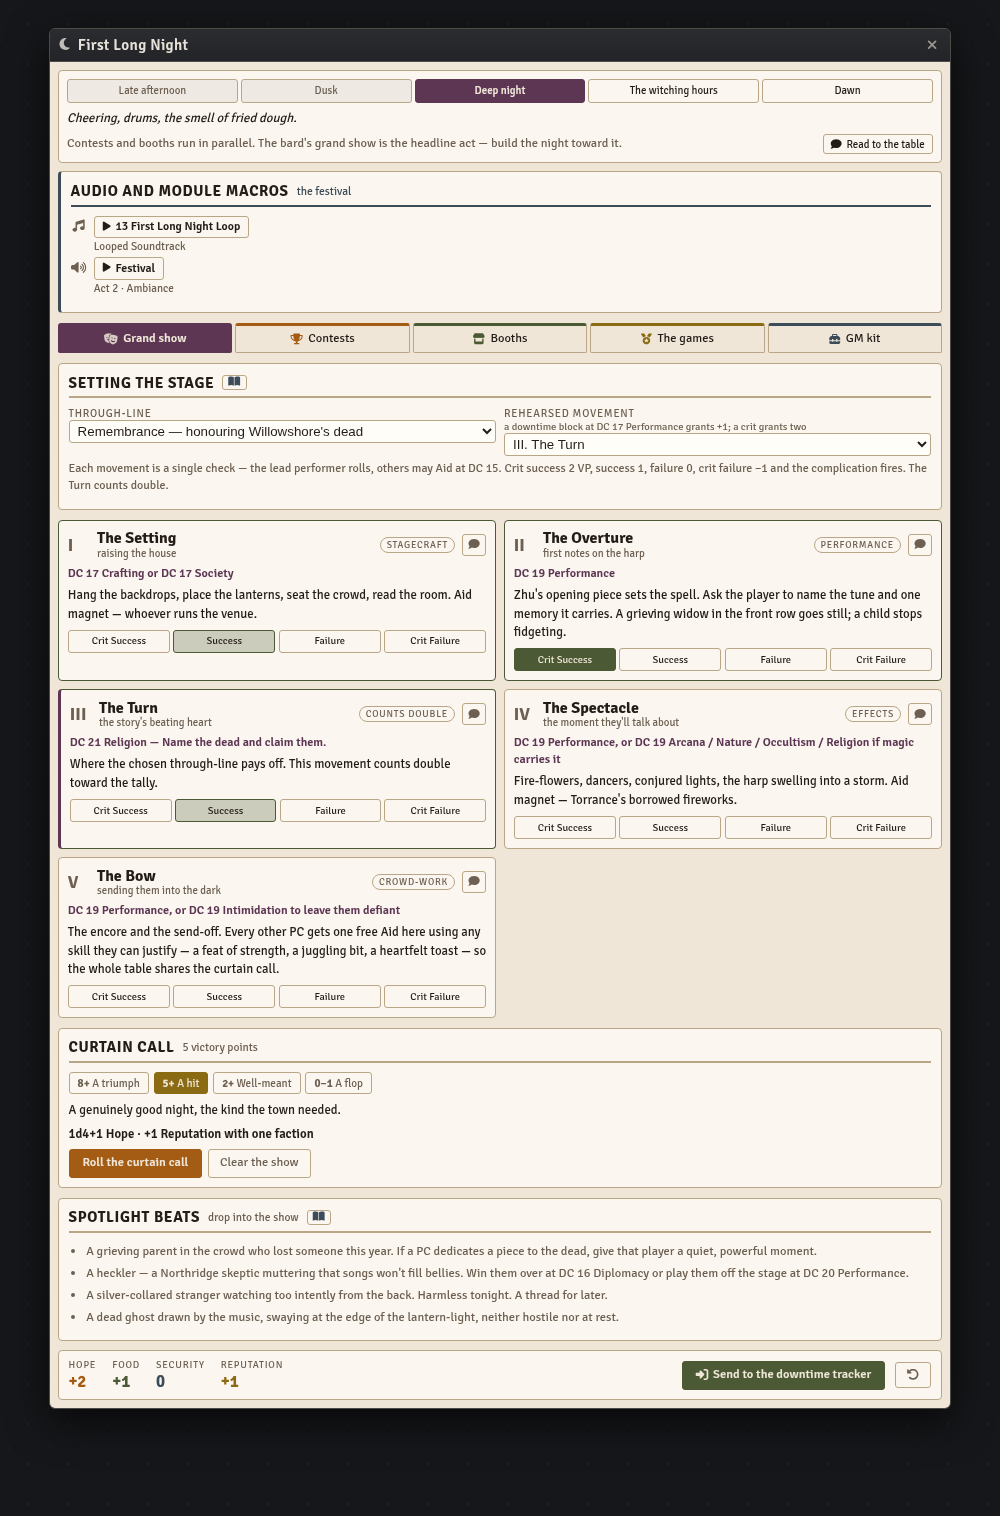 First Long Night
Late afternoon
Dusk
Deep night
The witching hours
Dawn
Cheering, drums, the smell of fried dough.
Contests and booths run in parallel. The bard's grand show is the headline act — build the night toward it.
Read to the table
AUDIO AND MODULE MACROS the festival
13 First Long Night Loop
Looped Soundtrack
Festival
Act 2 · Ambiance
Grand show
Contests
Booths
The games
GM kit
SETTING THE STAGE
THROUGH-LINE
Remembrance — honouring Willowshore's dead
REHEARSED MOVEMENT
a downtime block at DC 17 Performance grants +1; a crit grants two
III. The Turn
Each movement is a single check — the lead performer rolls, others may Aid at DC 15. Crit success 2 VP, success 1, failure 0, crit failure −1 and the complication fires. The
Turn counts double.
I
The Setting
raising the house
STAGECRAFT
DC 17 Crafting or DC 17 Society
Hang the backdrops, place the lanterns, seat the crowd, read the room. Aid
magnet — whoever runs the venue.
Crit Success
Success
Failure
Crit Failure
II
The Overture
first notes on the harp
PERFORMANCE
DC 19 Performance
Zhu's opening piece sets the spell. Ask the player to name the tune and one
memory it carries. A grieving widow in the front row goes still; a child stops
fidgeting.
Crit Success
Success
Failure
Crit Failure
III
The Turn
the story's beating heart
COUNTS DOUBLE
DC 21 Religion — Name the dead and claim them.
Where the chosen through-line pays off. This movement counts double
toward the tally.
Crit Success
Success
Failure
Crit Failure
IV
The Spectacle
the moment they'll talk about
EFFECTS
DC 19 Performance, or DC 19 Arcana / Nature / Occultism / Religion if magic
carries it
Fire-flowers, dancers, conjured lights, the harp swelling into a storm. Aid
magnet — Torrance's borrowed fireworks.
Crit Success
Success
Failure
Crit Failure
V
The Bow
sending them into the dark
CROWD-WORK
DC 19 Performance, or DC 19 Intimidation to leave them defiant
The encore and the send-off. Every other PC gets one free Aid here using any
skill they can justify — a feat of strength, a juggling bit, a heartfelt toast — so
the whole table shares the curtain call.
Crit Success
Success
Failure
Crit Failure
CURTAIN CALL 5 victory points
8+ A triumph
5+ A hit
2+ Well-meant
0–1 A flop
A genuinely good night, the kind the town needed.
1d4+1 Hope · +1 Reputation with one faction
Roll the curtain call
Clear the show
SPOTLIGHT BEATS drop into the show
• A grieving parent in the crowd who lost someone this year. If a PC dedicates a piece to the dead, give that player a quiet, powerful moment.
• A heckler — a Northridge skeptic muttering that songs won't fill bellies. Win them over at DC 16 Diplomacy or play them off the stage at DC 20 Performance.
• A silver-collared stranger watching too intently from the back. Harmless tonight. A thread for later.
• A dead ghost drawn by the music, swaying at the edge of the lantern-light, neither hostile nor at rest.
HOPE
+2
FOOD
+1
SECURITY
0
REPUTATION
+1
Send to the downtime tracker